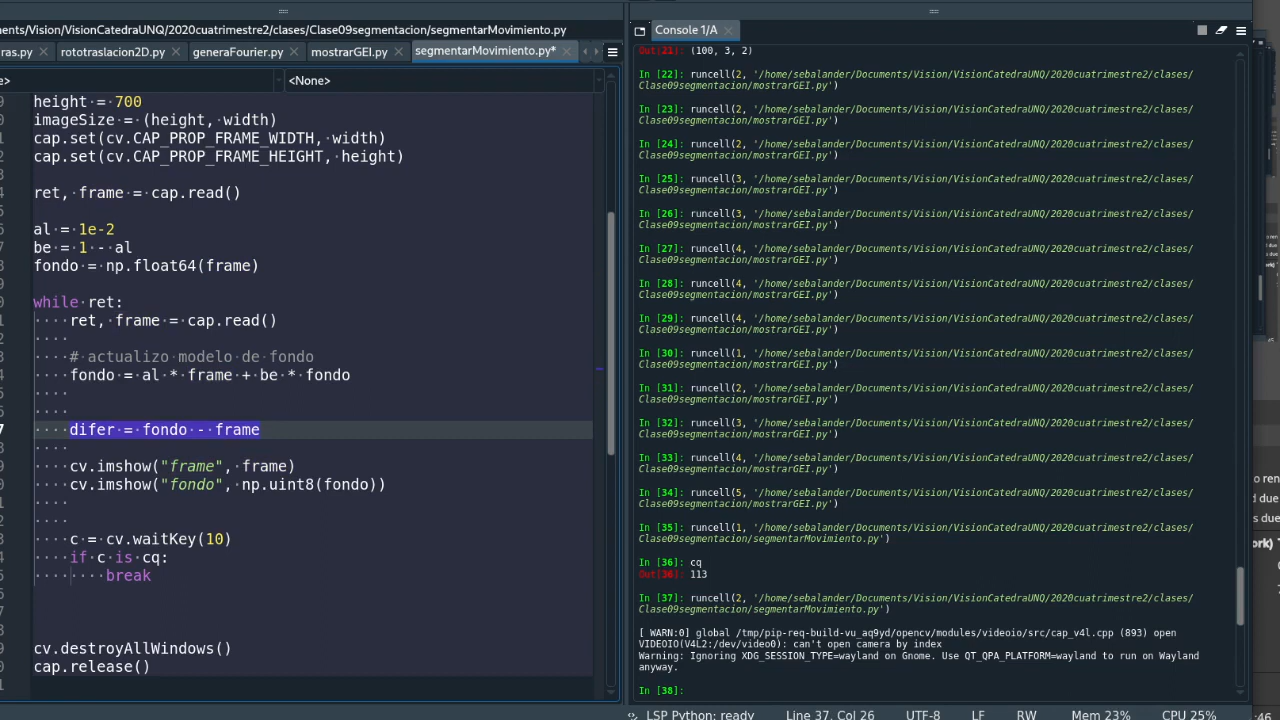 ments/Vision/VisionCatedraUNQ/2020cuatrimestre2/clases/Clase09segmentacion/segmentarMovimiento.py
ras.py rototraslacion2D.py generaFourier.py mostrarGEI.py segmentarMovimiento.py*
<None>
height = 700
imageSize = (height, width)
cap.set(cv.CAP_PROP_FRAME_WIDTH, width)
cap.set(cv.CAP_PROP_FRAME_HEIGHT, height)
ret, frame = cap.read()
al = 1e-2
be = 1 - al
fondo = np.float64(frame)
while ret:
ret, frame = cap.read()
# actualizo modelo de fondo
fondo = al * frame + be * fondo
difer = fondo - frame
cv.imshow("frame", frame)
cv.imshow("fondo", np.uint8(fondo))
c = cv.waitKey(10)
if c is cq:
break
cv.destroyAllWindows()
cap.release()
Console 1/A
Out[21]: (100, 3, 2)
In [22]: runcell(2, '/home/sebalander/Documents/Vision/VisionCatedraUNQ/2020cuatrimestre2/clases/
Clase09segmentacion/mostrarGEI.py')
In [23]: runcell(2, '/home/sebalander/Documents/Vision/VisionCatedraUNQ/2020cuatrimestre2/clases/
Clase09segmentacion/mostrarGEI.py')
In [24]: runcell(2, '/home/sebalander/Documents/Vision/VisionCatedraUNQ/2020cuatrimestre2/clases/
Clase09segmentacion/mostrarGEI.py')
In [25]: runcell(3, '/home/sebalander/Documents/Vision/VisionCatedraUNQ/2020cuatrimestre2/clases/
Clase09segmentacion/mostrarGEI.py')
In [26]: runcell(3, '/home/sebalander/Documents/Vision/VisionCatedraUNQ/2020cuatrimestre2/clases/
Clase09segmentacion/mostrarGEI.py')
In [27]: runcell(4, '/home/sebalander/Documents/Vision/VisionCatedraUNQ/2020cuatrimestre2/clases/
Clase09segmentacion/mostrarGEI.py')
In [28]: runcell(4, '/home/sebalander/Documents/Vision/VisionCatedraUNQ/2020cuatrimestre2/clases/
Clase09segmentacion/mostrarGEI.py')
In [29]: runcell(4, '/home/sebalander/Documents/Vision/VisionCatedraUNQ/2020cuatrimestre2/clases/
Clase09segmentacion/mostrarGEI.py')
In [30]: runcell(1, '/home/sebalander/Documents/Vision/VisionCatedraUNQ/2020cuatrimestre2/clases/
Clase09segmentacion/mostrarGEI.py')
In [31]: runcell(2, '/home/sebalander/Documents/Vision/VisionCatedraUNQ/2020cuatrimestre2/clases/
Clase09segmentacion/mostrarGEI.py')
In [32]: runcell(3, '/home/sebalander/Documents/Vision/VisionCatedraUNQ/2020cuatrimestre2/clases/
Clase09segmentacion/mostrarGEI.py')
In [33]: runcell(4, '/home/sebalander/Documents/Vision/VisionCatedraUNQ/2020cuatrimestre2/clases/
Clase09segmentacion/mostrarGEI.py')
In [34]: runcell(5, '/home/sebalander/Documents/Vision/VisionCatedraUNQ/2020cuatrimestre2/clases/
Clase09segmentacion/mostrarGEI.py')
In [35]: runcell(1, '/home/sebalander/Documents/Vision/VisionCatedraUNQ/2020cuatrimestre2/clases/
Clase09segmentacion/segmentarMovimiento.py')
In [36]: cq
Out[36]: 113
In [37]: runcell(2, '/home/sebalander/Documents/Vision/VisionCatedraUNQ/2020cuatrimestre2/clases/
Clase09segmentacion/segmentarMovimiento.py')
[ WARN:0] global /tmp/pip-req-build-vu_aq9yd/opencv/modules/videoio/src/cap_v4l.cpp (893) open
VIDEOIO(V4L2:/dev/video0): can't open camera by index
Warning: Ignoring XDG_SESSION_TYPE=wayland on Gnome. Use QT_QPA_PLATFORM=wayland to run on Wayland
anyway.
In [38]:
LSP Python: ready Line 37, Col 26 UTF-8 LF RW Mem 23% CPU 25%